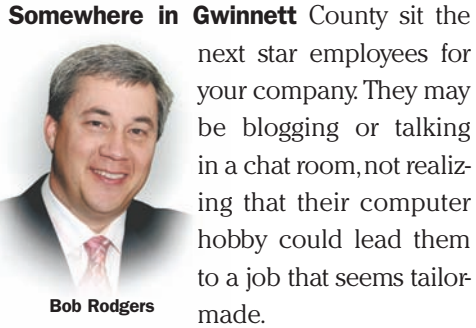 Somewhere in Gwinnett County sit the
next star employees for
your company. They may
be blogging or talking
in a chat room, not realiz-
ing that their computer
hobby could lead them
to a job that seems tailor-
made.
Bob Rodgers